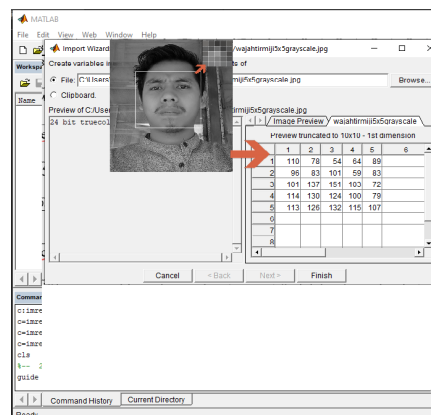 MATLAB
File Edit View Web Window Help
Import Wizard
/wajahtirmiji5x5grayscale.jpg
Create variables in
ts of
File:
C:\Users\
tirmiji5x5grayscale.jpg
Browse...
Clipboard.
Preview of C:/User
tirmiji5x5grayscale.jpg
24 bit truecol
Image Preview
wajahtirmiji5x5grayscale
Preview truncated to 10x10 - 1st dimension
1 2 3 4 5 6
1 110 78 54 64 89
2 96 83 101 59 83
3 101 137 151 103 72
4 114 130 124 100 79
5 113 126 132 115 107
6
7
8
Name
Cancel
< Back
Next >
Finish
c:imre
c=imre
c=imre
c=imre
cls
%-- 2
guide
Command History
Current Directory
Ready